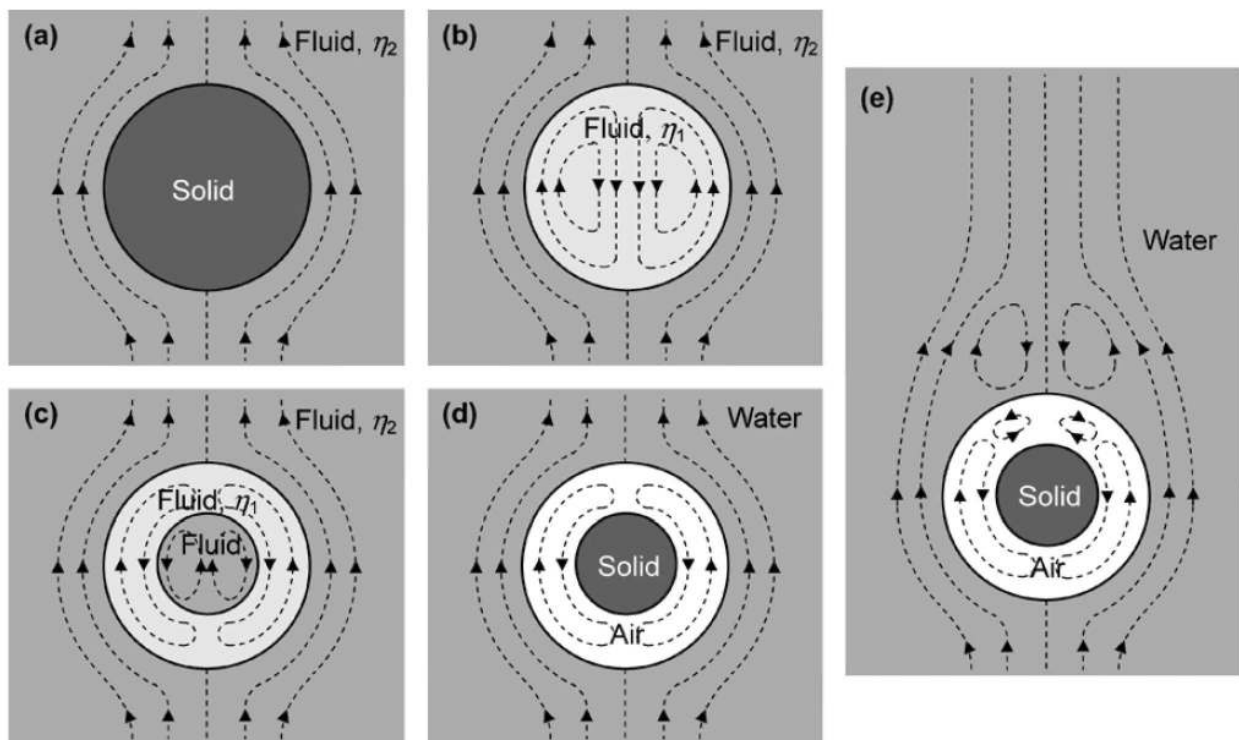 (a)
Fluid, η₂
Solid
(b)
Fluid, η₂
Fluid, η₁
(c)
Fluid, η₂
Fluid, η₁
Fluid
(d)
Water
Solid
Air
(e)
Water
Solid
Air